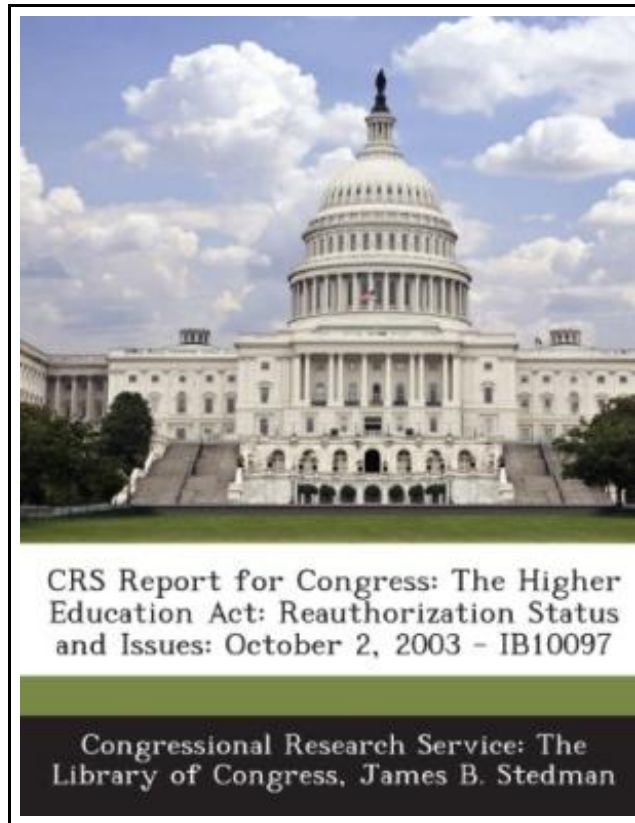 CRS Report for Congress: The Higher
Education Act: Reauthorization Status
and Issues: October 2, 2003 - IB10097
Congressional Research Service: The
Library of Congress, James B. Stedman